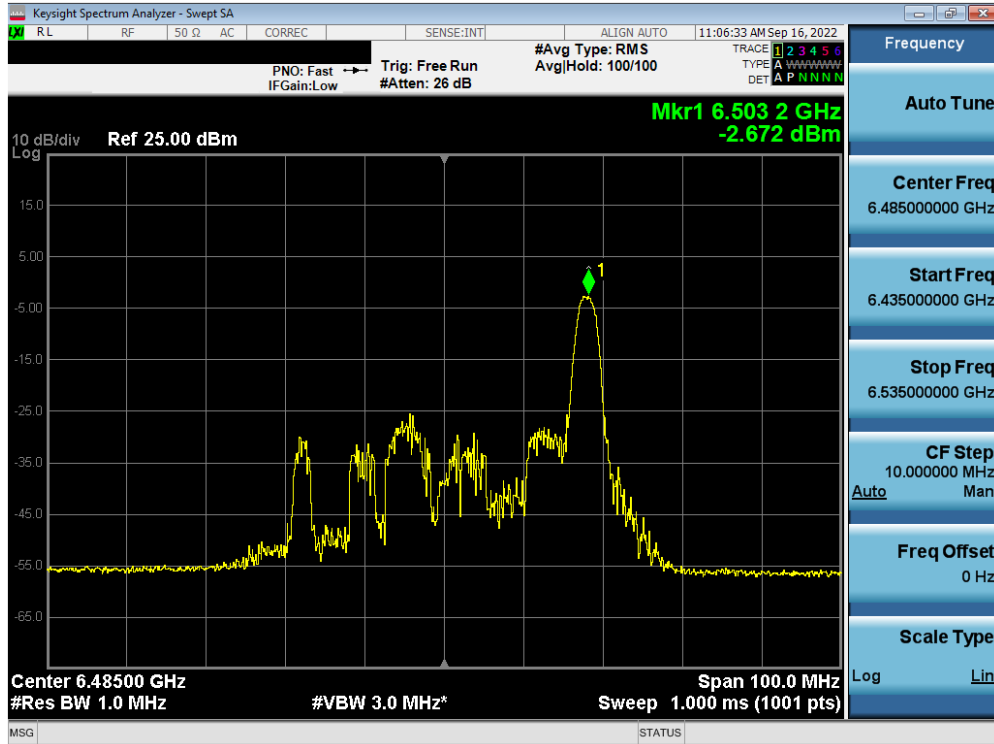 Keysight Spectrum Analyzer - Swept SA
LXI RL RF 50 Ω AC CORREC SENSE:INT ALIGN AUTO 11:06:33 AM Sep 16, 2022
PNO: Fast
IFGain:Low
Trig: Free Run
#Atten: 26 dB
#Avg Type: RMS
Avg|Hold: 100/100
TRACE 1 2 3 4 5 6
TYPE A WWWWW
DET A P N N N N
Mkr1 6.503 2 GHz
-2.672 dBm
10 dB/div Ref 25.00 dBm
Log
15.0
5.00
-5.00
-15.0
-25.0
-35.0
-45.0
-55.0
-65.0
1
Center 6.48500 GHz Span 100.0 MHz
#Res BW 1.0 MHz #VBW 3.0 MHz* Sweep 1.000 ms (1001 pts)
MSG STATUS
Frequency
Auto Tune
Center Freq
6.485000000 GHz
Start Freq
6.435000000 GHz
Stop Freq
6.535000000 GHz
CF Step
10.000000 MHz
Auto Man
Freq Offset
0 Hz
Scale Type
Log Lin